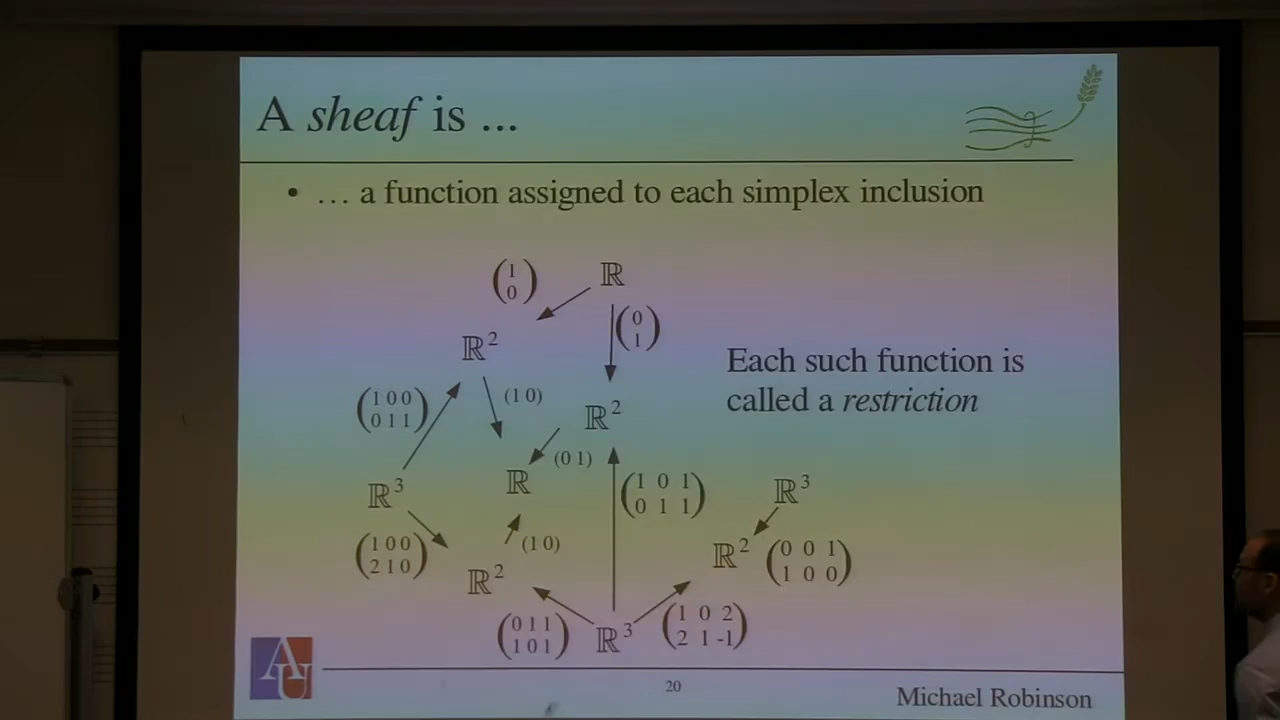 A sheaf is ...
• ... a function assigned to each simplex inclusion
(1
0)
ℝ
(0
1)
ℝ²
Each such function is
called a restriction
(1 0 0
0 1 1)
(1 0)
ℝ²
(0 1)
ℝ³
ℝ
(1 0 1
0 1 1)
ℝ³
(1 0 0
2 1 0)
(1 0)
ℝ²
(0 0 1
1 0 0)
ℝ²
(0 1 1
1 0 1)
ℝ³
(1 0 2
2 1 -1)
AU
20
Michael Robinson